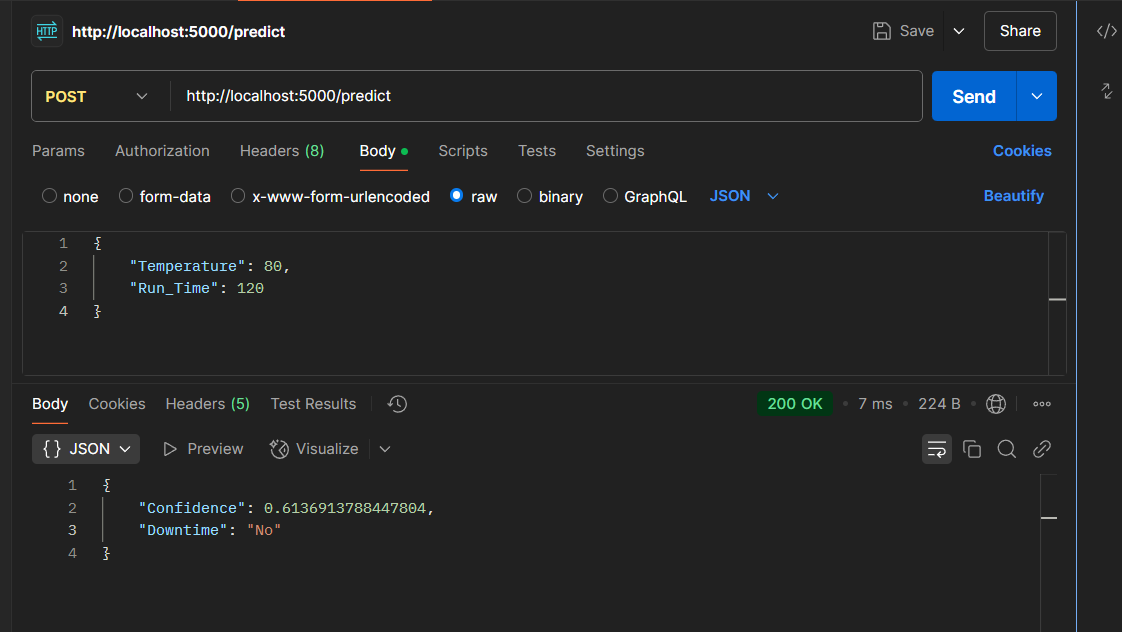 HTTP http://localhost:5000/predict Save Share
POST http://localhost:5000/predict Send
Params Authorization Headers (8) Body Scripts Tests Settings Cookies
none form-data x-www-form-urlencoded raw binary GraphQL JSON Beautify
1 {
2 "Temperature": 80,
3 "Run_Time": 120
4 }
Body Cookies Headers (5) Test Results 200 OK • 7 ms • 224 B •
{} JSON Preview Visualize
1 {
2 "Confidence": 0.6136913788447804,
3 "Downtime": "No"
4 }